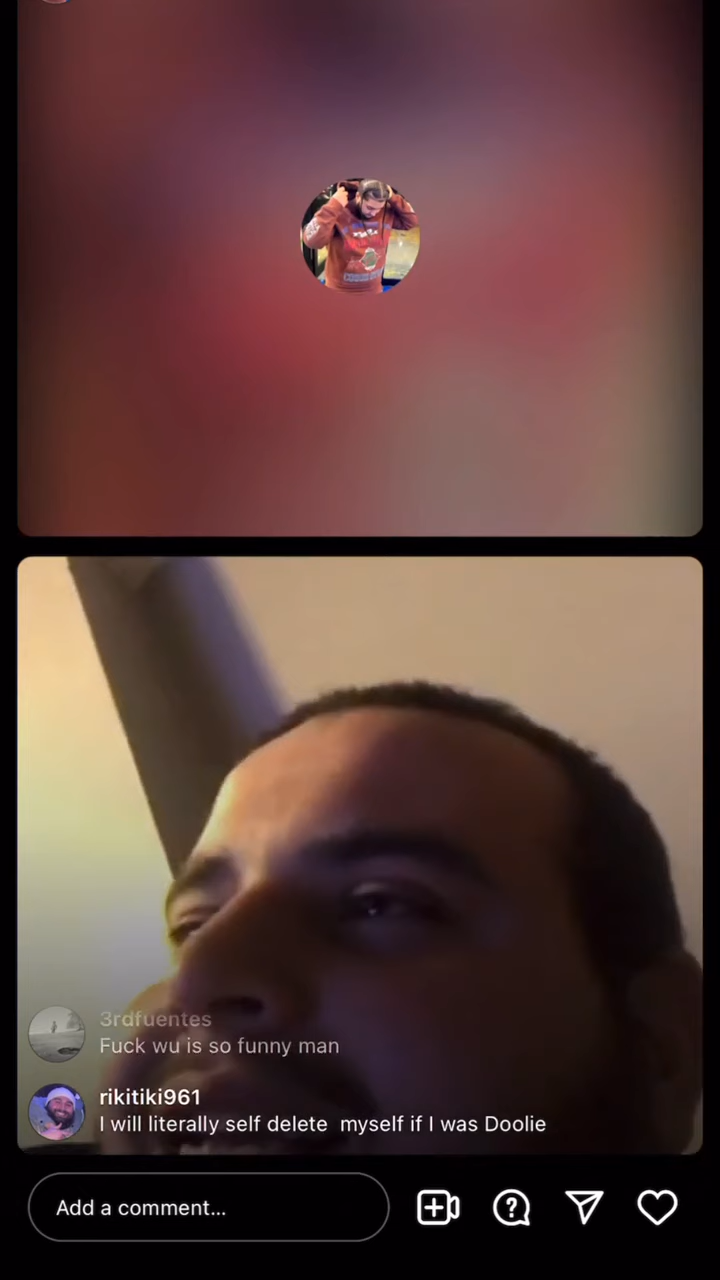 3rdfuentes
Fuck wu is so funny man
rikitiki961
I will literally self delete  myself if I was Doolie
Add a comment...